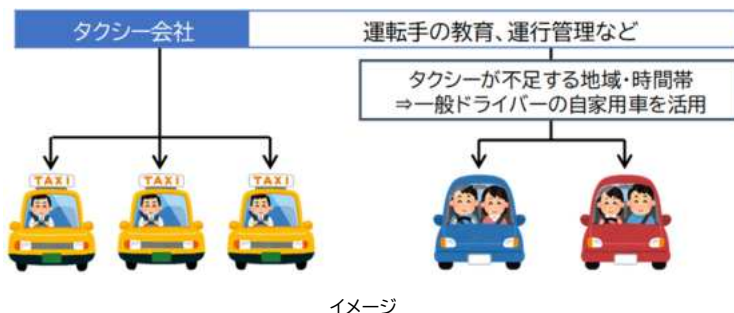 タクシー会社
運転手の教育、運行管理など
タクシーが不足する地域・時間帯
⇒一般ドライバーの自家用車を活用
TAXI
TAXI
TAXI
イメージ